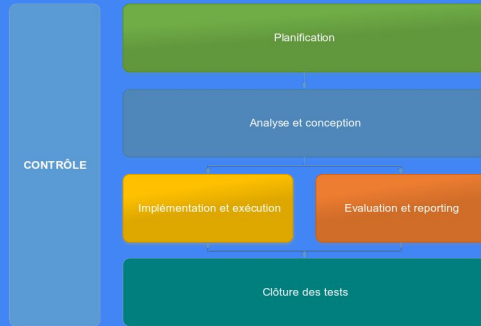 Planification
Analyse et conception
CONTRÔLE
Implémentation et exécution
Evaluation et reporting
Clôture des tests